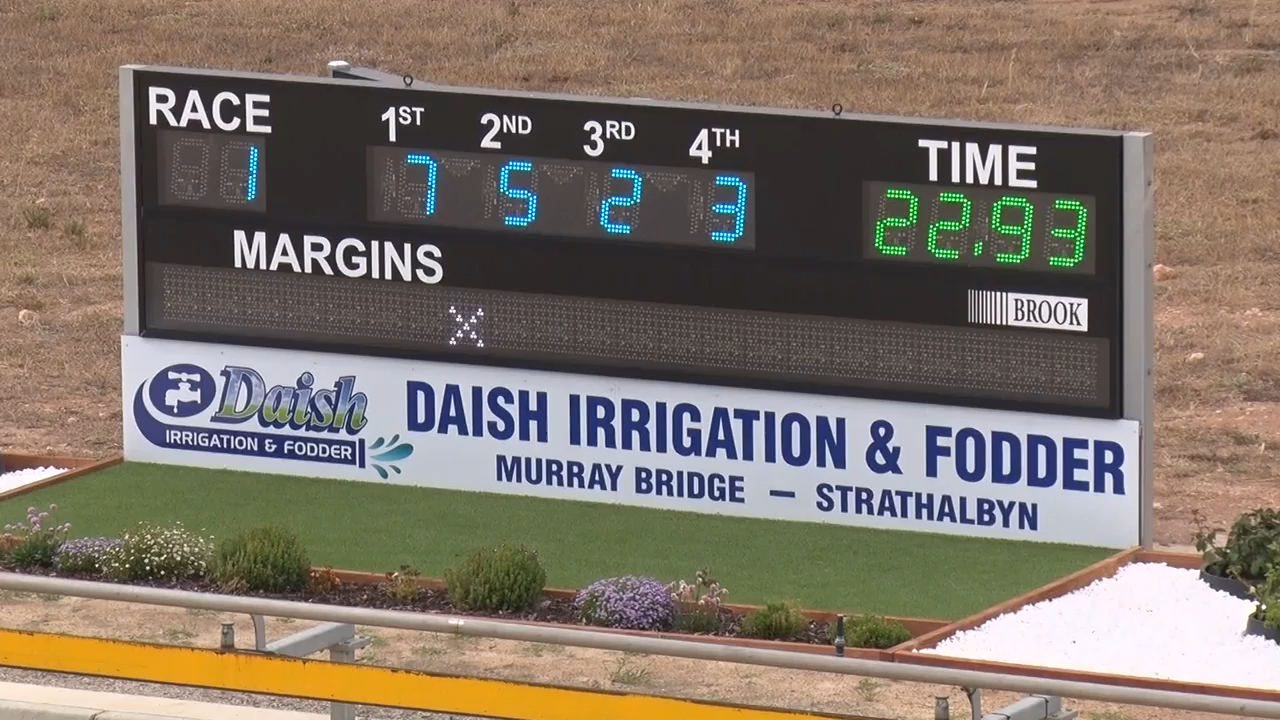 RACE 1ST 2ND 3RD 4TH TIME
1 7 5 2 3 22.93
MARGINS
X
BROOK
Daish
IRRIGATION & FODDER
DAISH IRRIGATION & FODDER
MURRAY BRIDGE — STRATHALBYN